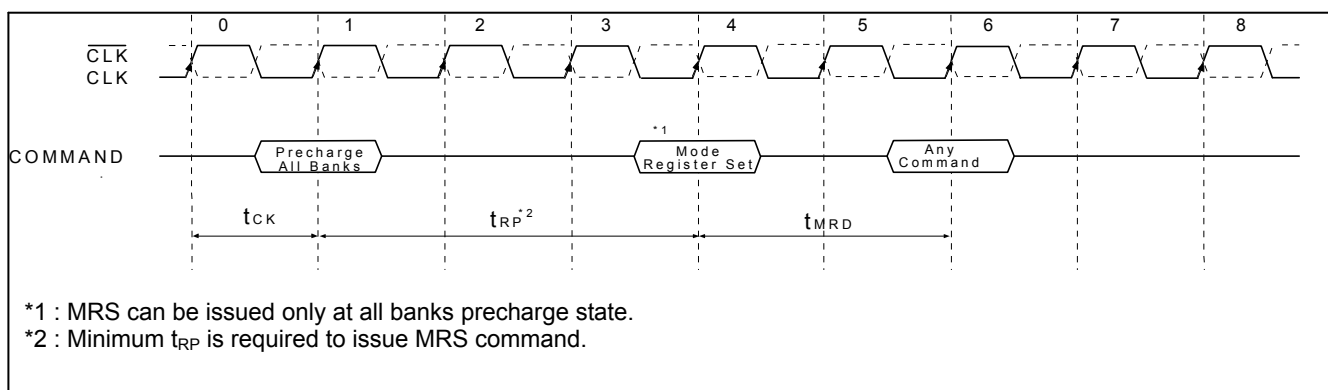 0 1 2 3 4 5 6 7 8
CLK
CLK
COMMAND
Precharge
All Banks
*1
Mode
Register Set
Any
Command
tCK
tRP*2
tMRD
*1 : MRS can be issued only at all banks precharge state.
*2 : Minimum tRP is required to issue MRS command.